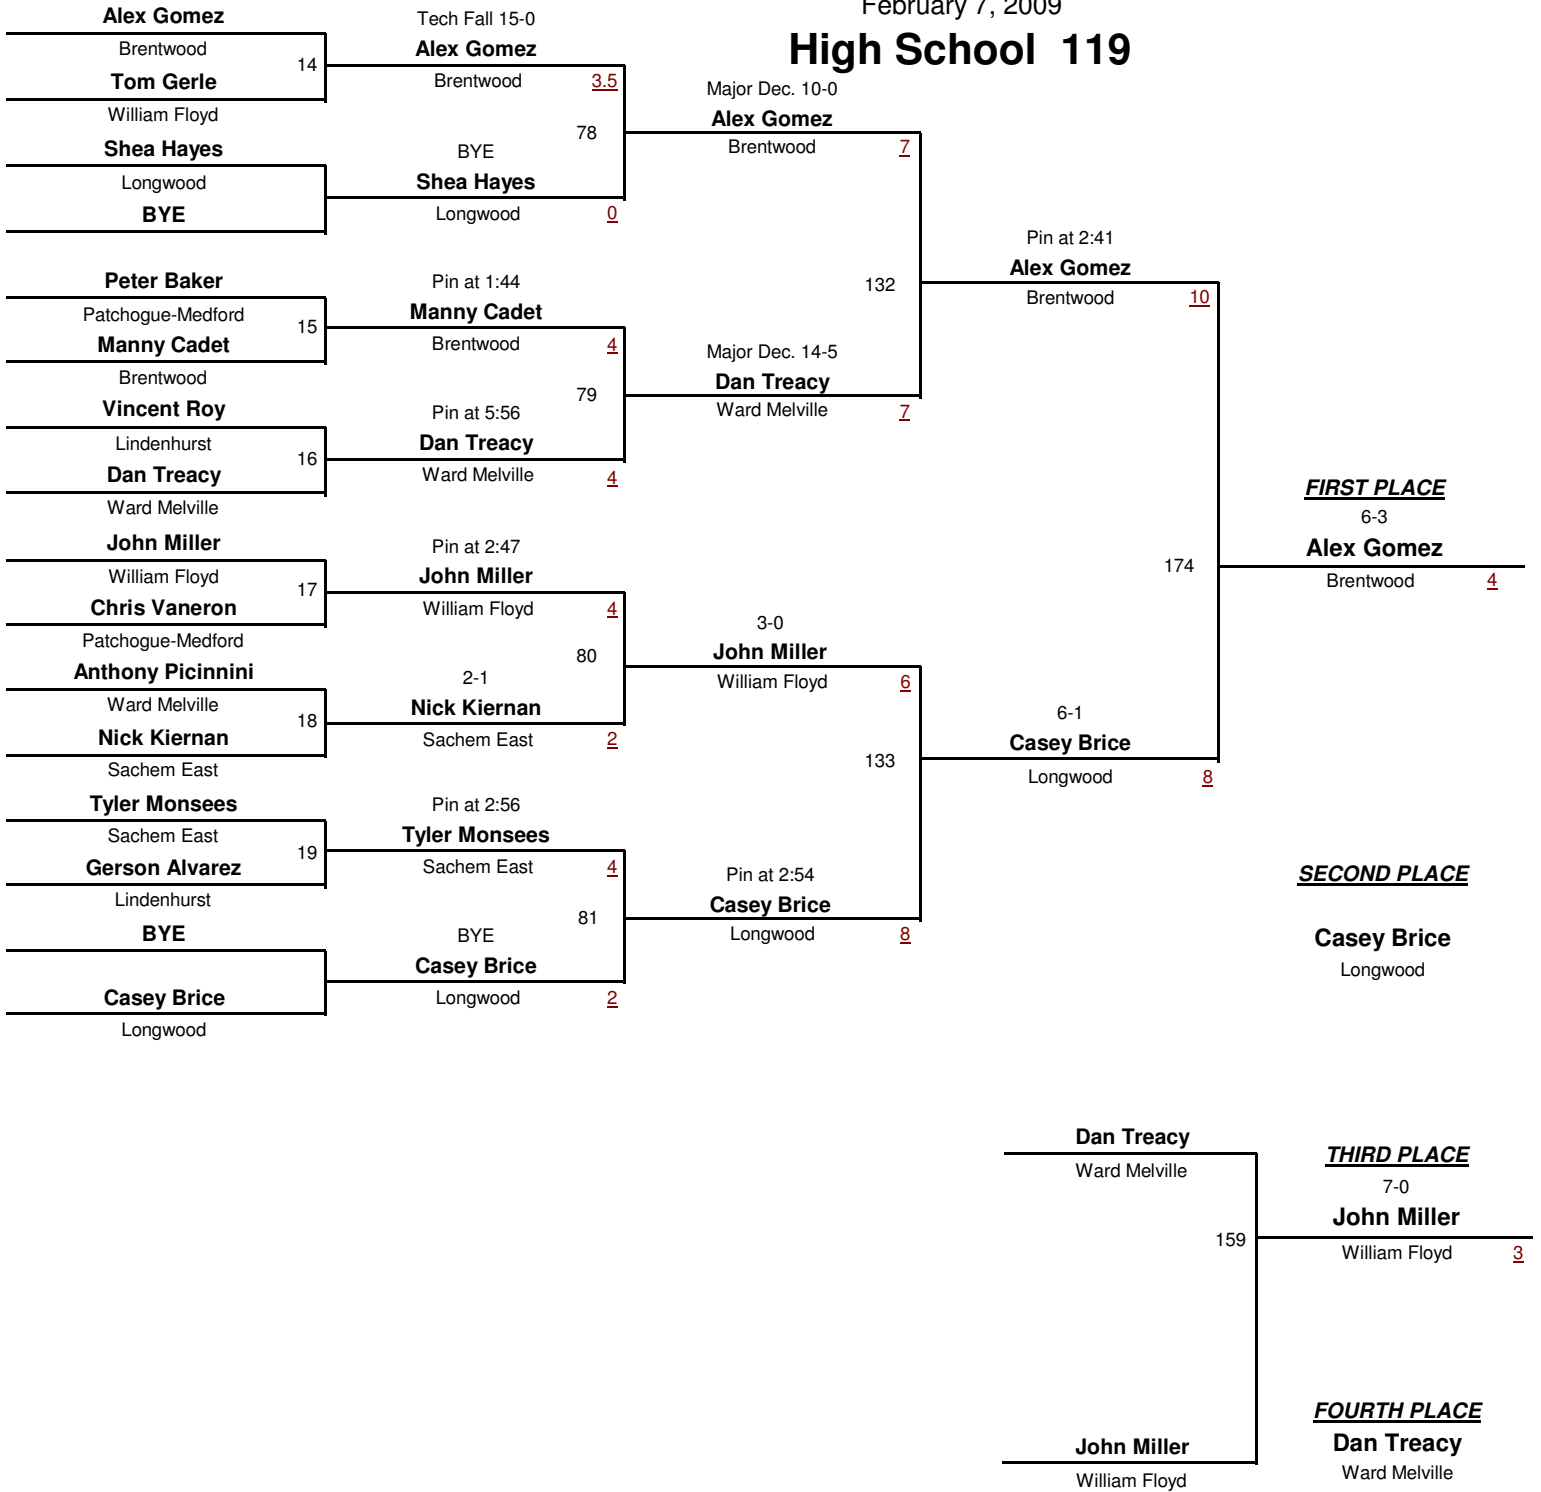 February 7, 2009
High School 119
Alex Gomez
Brentwood
14
Tom Gerle
William Floyd
Shea Hayes
Longwood
BYE
Peter Baker
Patchogue-Medford
15
Manny Cadet
Brentwood
Vincent Roy
Lindenhurst
16
Dan Treacy
Ward Melville
John Miller
William Floyd
17
Chris Vaneron
Patchogue-Medford
Anthony Picinnini
Ward Melville
18
Nick Kiernan
Sachem East
Tyler Monsees
Sachem East
19
Gerson Alvarez
Lindenhurst
BYE
Casey Brice
Longwood
Tech Fall 15-0
Alex Gomez
Brentwood 3.5
78
BYE
Shea Hayes
Longwood 0
Pin at 1:44
Manny Cadet
Brentwood 4
79
Pin at 5:56
Dan Treacy
Ward Melville 4
Pin at 2:47
John Miller
William Floyd 4
80
2-1
Nick Kiernan
Sachem East 2
Pin at 2:56
Tyler Monsees
Sachem East 4
81
BYE
Casey Brice
Longwood 2
Major Dec. 10-0
Alex Gomez
Brentwood 7
132
Major Dec. 14-5
Dan Treacy
Ward Melville 7
3-0
John Miller
William Floyd 6
133
Pin at 2:54
Casey Brice
Longwood 8
Pin at 2:41
Alex Gomez
Brentwood 10
174
6-1
Casey Brice
Longwood 8
FIRST PLACE
6-3
Alex Gomez
Brentwood 4
SECOND PLACE
Casey Brice
Longwood
Dan Treacy
Ward Melville
159
John Miller
William Floyd
THIRD PLACE
7-0
John Miller
William Floyd 3
FOURTH PLACE
Dan Treacy
Ward Melville